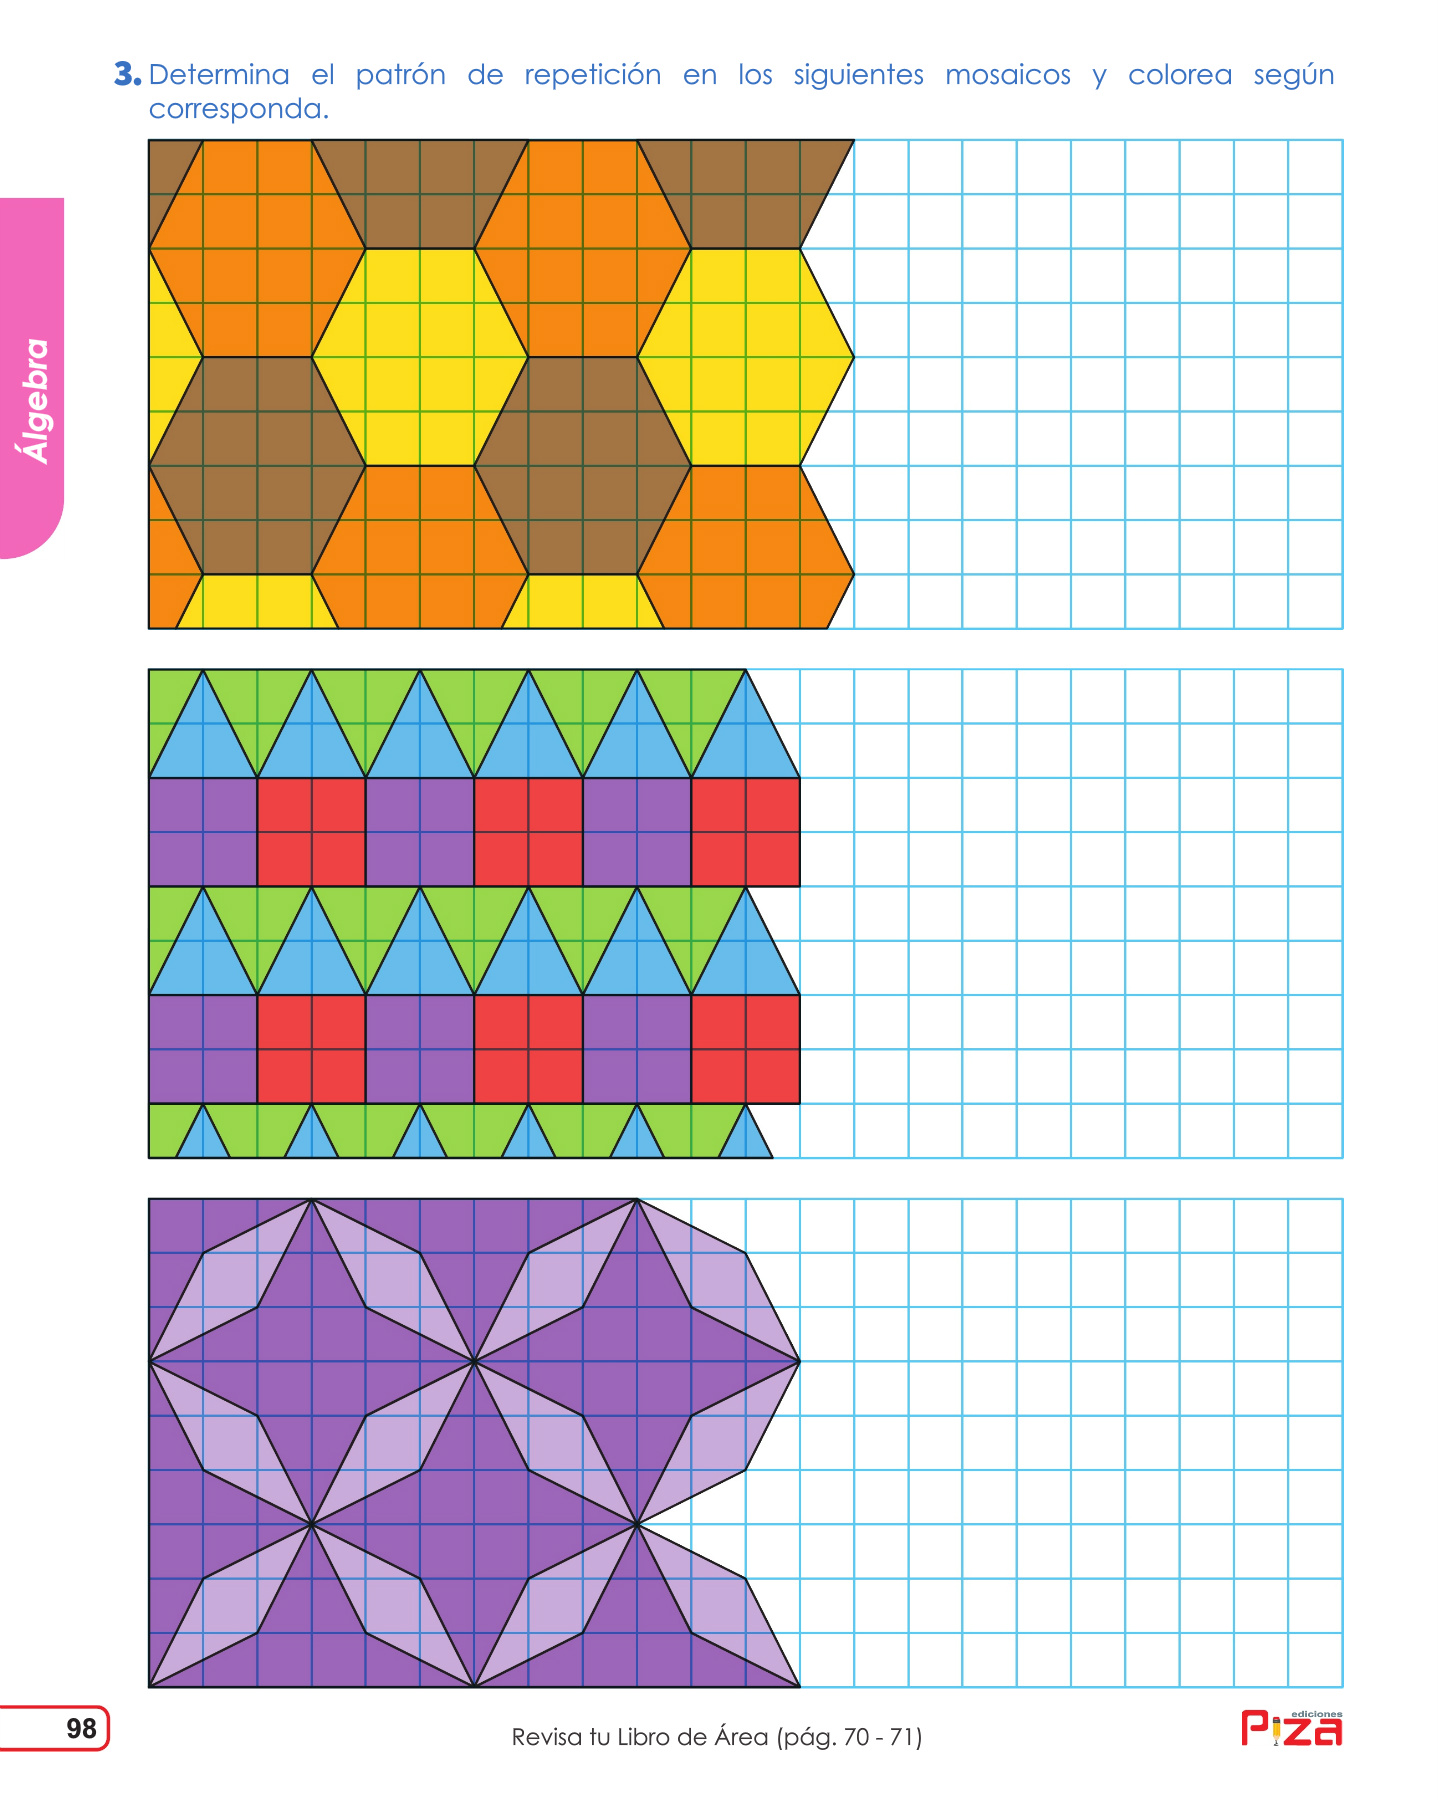 3. Determina el patrón de repetición en los siguientes mosaicos y colorea según
corresponda.
Álgebra
98
Revisa tu Libro de Área (pág. 70 - 71)
ediciones
Piza